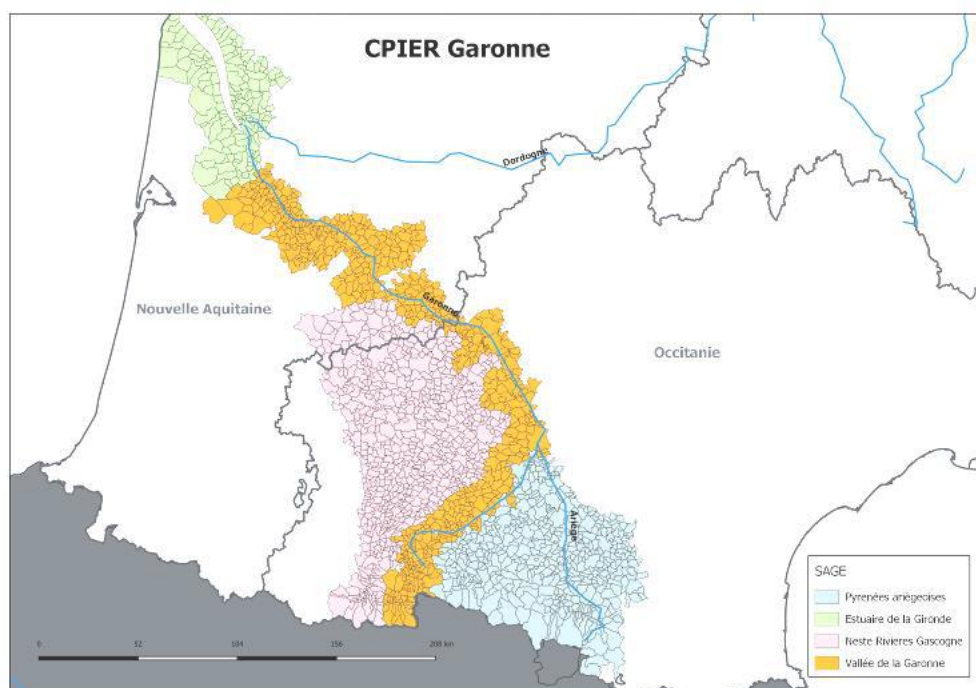 CPIER Garonne
Dordogne
Nouvelle Aquitaine
Garonne
Occitanie
Ariège
SAGE
Pyrenées ariégeoises
Estuaire de la Gironde
Neste Rivieres Gascogne
Vallée de la Garonne
0 52 104 156 208 km